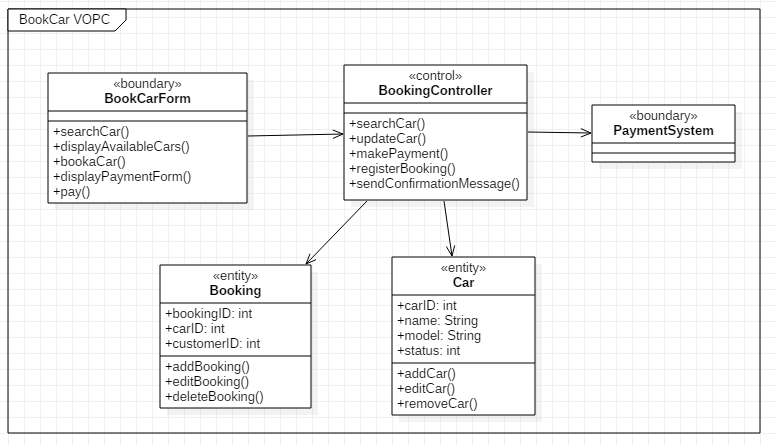 BookCar VOPC
«boundary»
BookCarForm
+searchCar()
+displayAvailableCars()
+bookaCar()
+displayPaymentForm()
+pay()
«control»
BookingController
+searchCar()
+updateCar()
+makePayment()
+registerBooking()
+sendConfirmationMessage()
«boundary»
PaymentSystem
«entity»
Booking
+bookingID: int
+carID: int
+customerID: int
+addBooking()
+editBooking()
+deleteBooking()
«entity»
Car
+carID: int
+name: String
+model: String
+status: int
+addCar()
+editCar()
+removeCar()